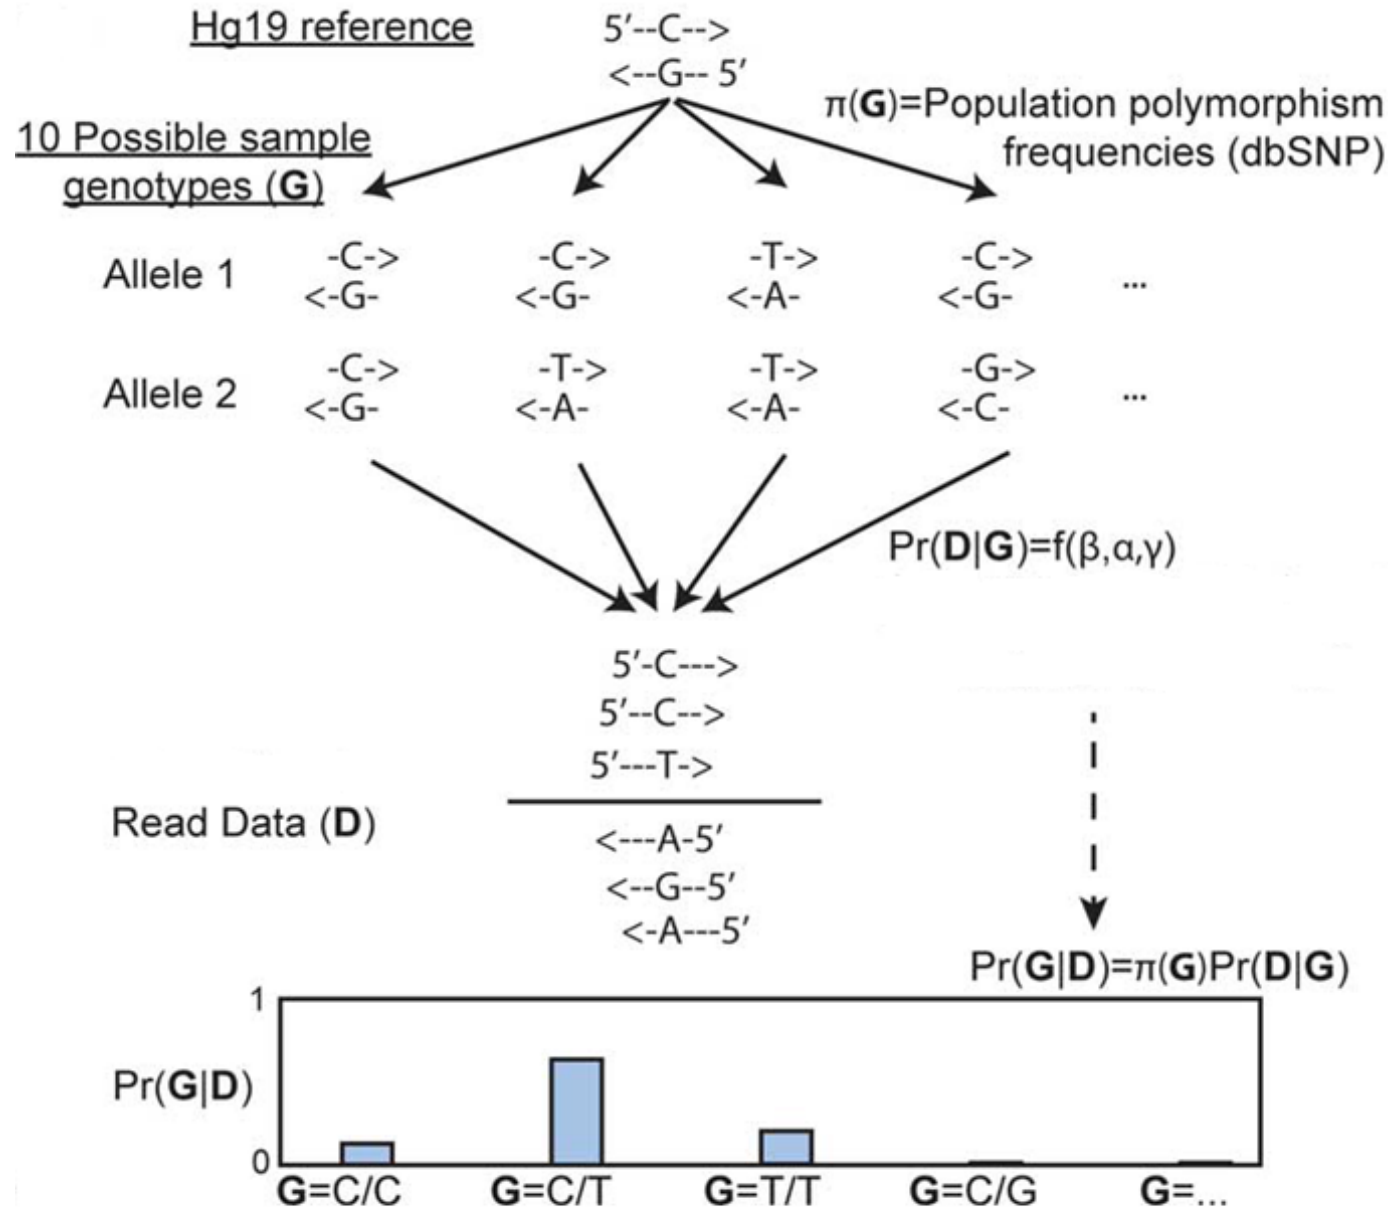 Hg19 reference
5′--C-->
<--G-- 5′
π(G)=Population polymorphism
frequencies (dbSNP)
10 Possible sample
genotypes (G)
Allele 1
-C-> -C-> -T-> -C->
<-G- <-G- <-A- <-G- ...
Allele 2
-C-> -T-> -T-> -G->
<-G- <-A- <-A- <-C- ...
Pr(D|G)=f(β,α,γ)
5′-C--->
5′--C-->
5′---T->
Read Data (D)
<---A-5′
<--G--5′
<-A---5′
Pr(G|D)=π(G)Pr(D|G)
1
Pr(G|D)
0
G=C/C G=C/T G=T/T G=C/G G=...